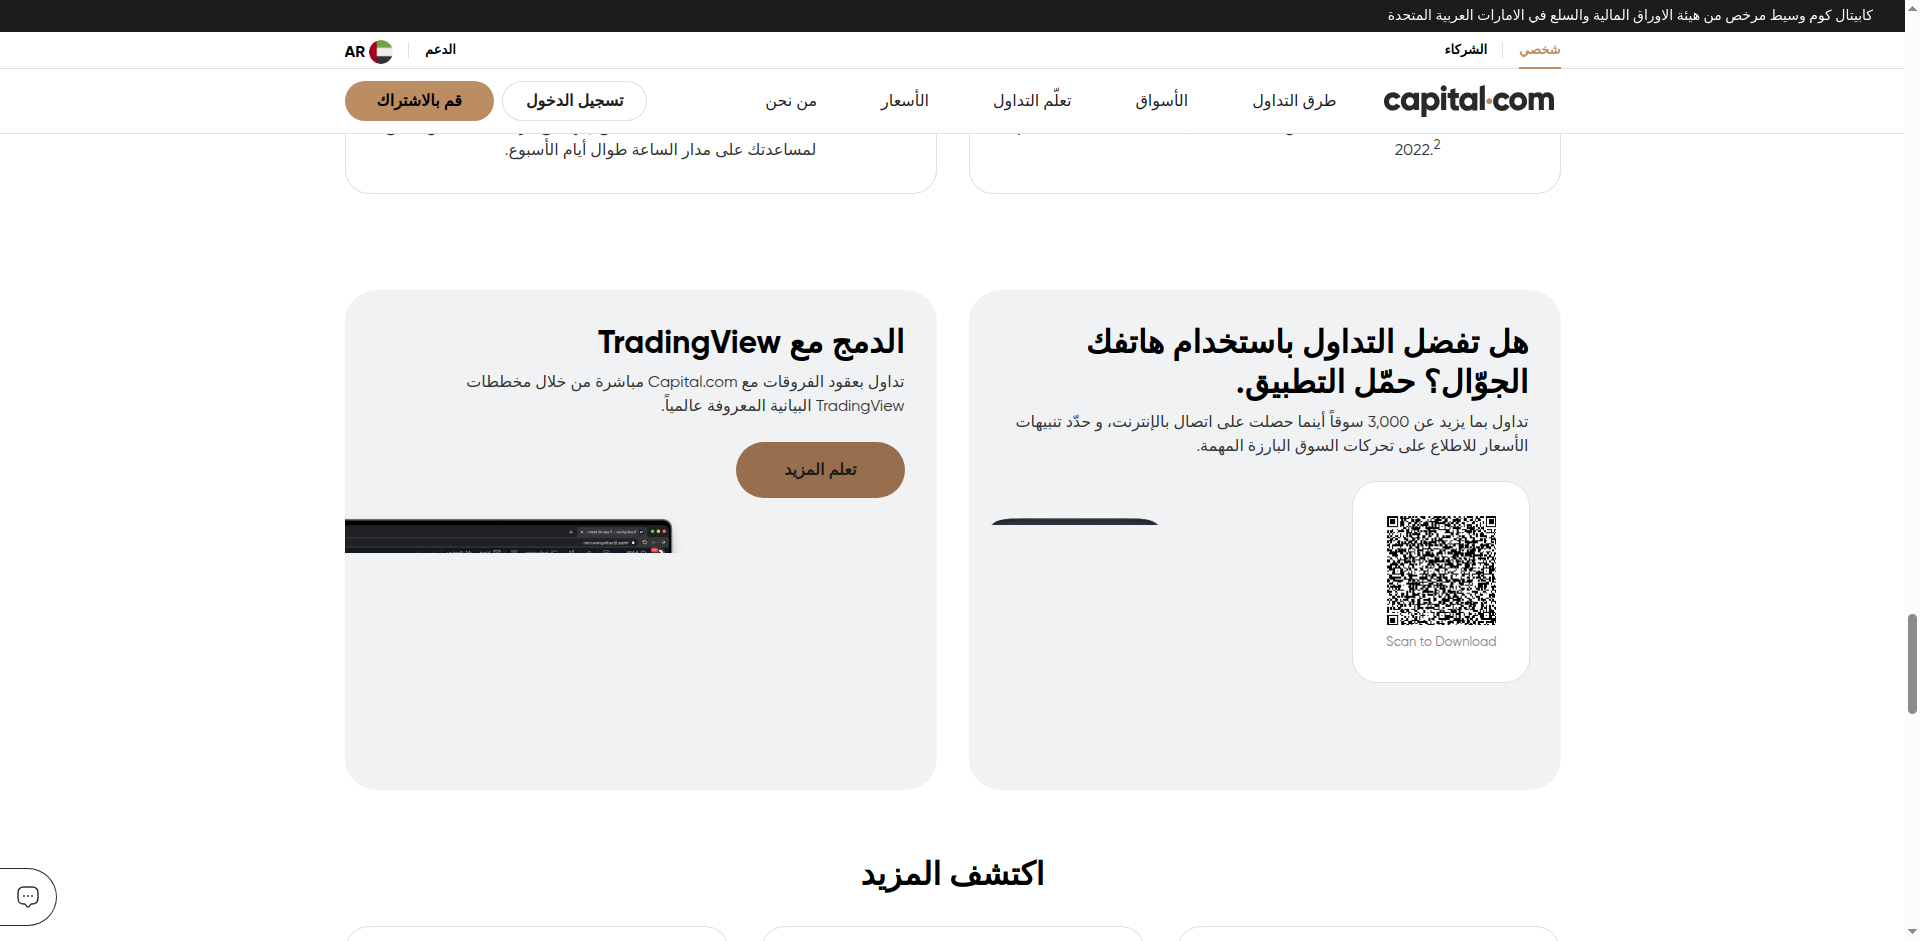 كابيتال كوم وسيط مرخص من هيئة الاوراق المالية والسلع في الامارات العربية المتحدة
شخصي
الشركاء
الدعم
AR
capital.com
طرق التداول
الأسواق
تعلّم التداول
الأسعار
من نحن
تسجيل الدخول
قم بالاشتراك
2022.2
لمساعدتك على مدار الساعة طوال أيام الأسبوع.
هل تفضل التداول باستخدام هاتفك
الجوّال؟ حمّل التطبيق.
تداول بما يزيد عن 3,000 سوقاً أينما حصلت على اتصال بالإنترنت، و حدّد تنبيهات
الأسعار للاطلاع على تحركات السوق البارزة المهمة.
Scan to Download
الدمج مع TradingView
تداول بعقود الفروقات مع Capital.com مباشرة من خلال مخططات
TradingView البيانية المعروفة عالمياً.
تعلم المزيد
اكتشف المزيد